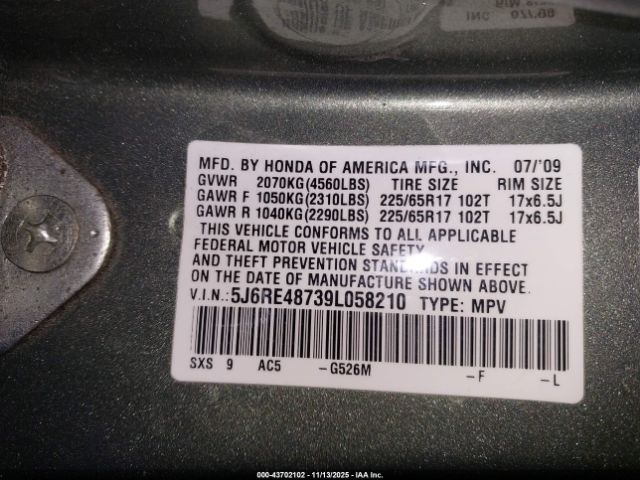 MFD. BY HONDA OF AMERICA MFG., INC. 07/'09
GVWR 2070KG(4560LBS) TIRE SIZE RIM SIZE
GAWR F 1050KG(2310LBS) 225/65R17 102T 17x6.5J
GAWR R 1040KG(2290LBS) 225/65R17 102T 17x6.5J
THIS VEHICLE CONFORMS TO ALL APPLICABLE
FEDERAL MOTOR VEHICLE SAFETY
AND THEFT PREVENTION STANDARDS IN EFFECT
ON THE DATE OF MANUFACTURE SHOWN ABOVE.
V.I.N.: 5J6RE48739L058210 TYPE: MPV
SXS 9 AC5 -G526M -F -L
000-43702102 - 11/13/2025 - IAA Inc.